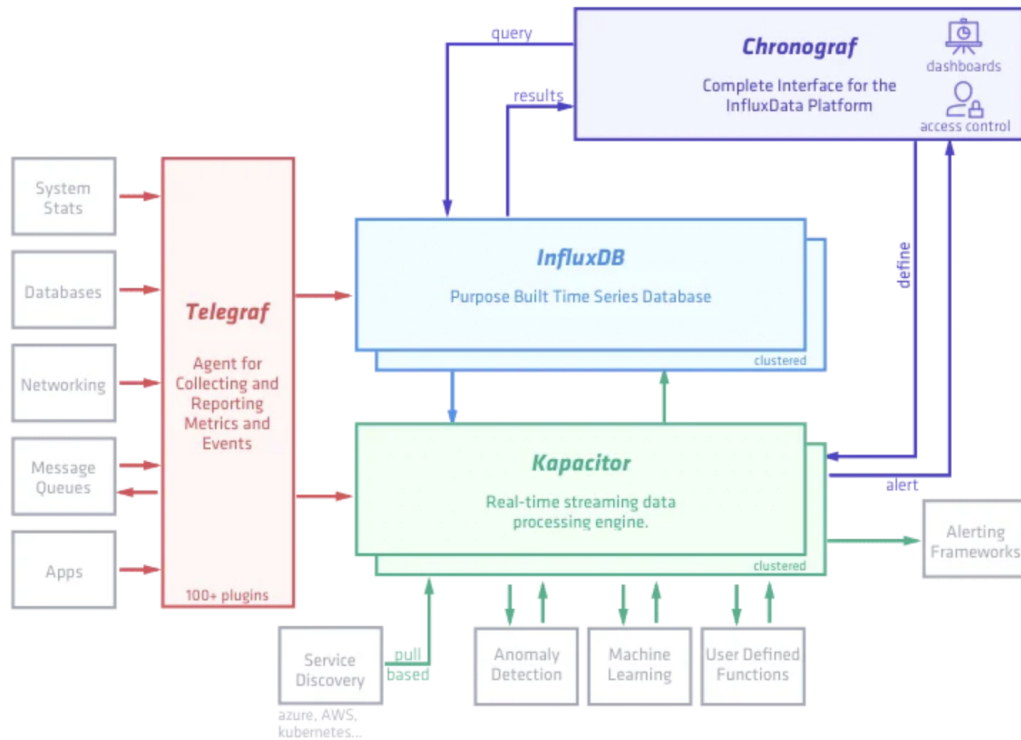 query
results
Chronograf
Complete Interface for the
InfluxData Platform
dashboards
access control
System
Stats
Databases
Networking
Message
Queues
Apps
Telegraf
Agent for
Collecting and
Reporting
Metrics and
Events
100+ plugins
InfluxDB
Purpose Built Time Series Database
clustered
define
alert
Kapacitor
Real-time streaming data
processing engine.
clustered
Alerting
Frameworks
Service
Discovery
azure, AWS,
kubernetes...
pull
based
Anomaly
Detection
Machine
Learning
User Defined
Functions